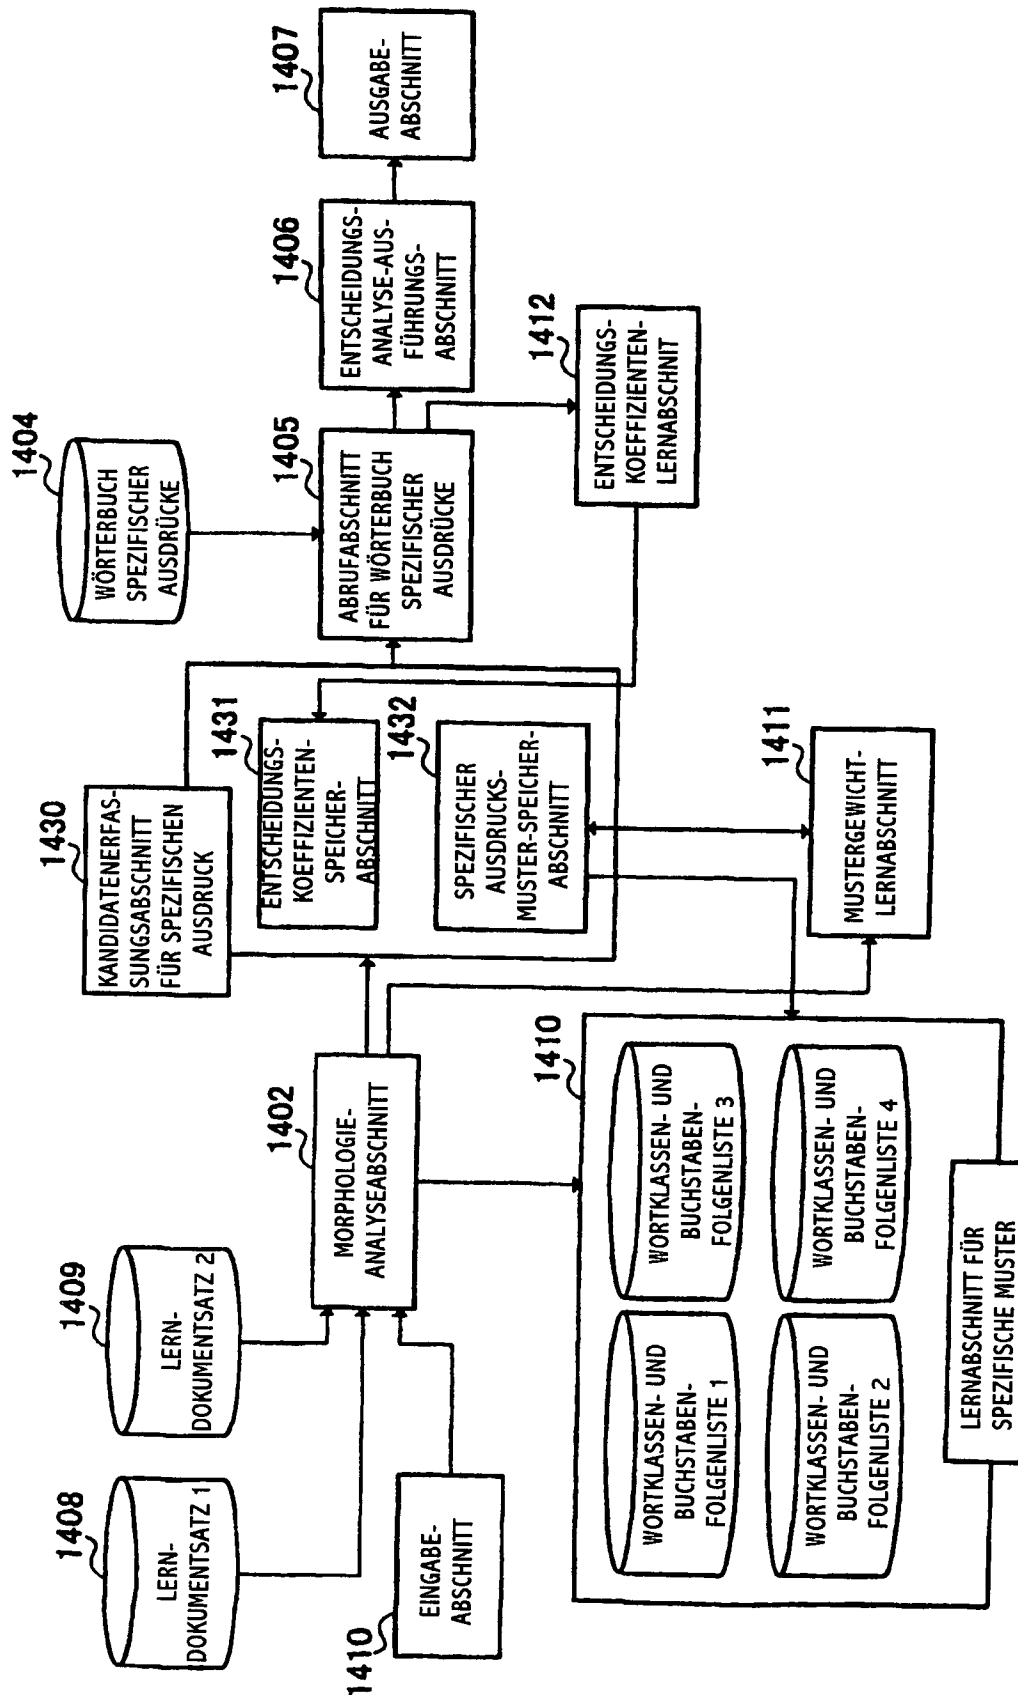 1408
LERN-
DOKUMENTSATZ 1
1409
LERN-
DOKUMENTSATZ 2
1410
EINGABE-
ABSCHNITT
1402
MORPHOLOGIE-
ANALYSEABSCHNITT
1430
KANDIDATENERFAS-
SUNGSABSCHNITT
FÜR SPEZIFISCHEN
AUSDRUCK
1431
ENTSCHEIDUNGS-
KOEFFIZIENTEN-
SPEICHER-
ABSCHNITT
1432
SPEZIFISCHER
AUSDRUCKS-
MUSTER-SPEICHER-
ABSCHNITT
1404
WÖRTERBUCH
SPEZIFISCHER
AUSDRÜCKE
1405
ABRUFABSCHNITT
FÜR WÖRTERBUCH
SPEZIFISCHER
AUSDRÜCKE
1406
ENTSCHEIDUNGS-
ANALYSE-AUS-
FÜHRUNGS-
ABSCHNITT
1407
AUSGABE-
ABSCHNITT
1412
ENTSCHEIDUNGS-
KOEFFIZIENTEN-
LERNABSCHNIT
1411
MUSTERGEWICHT-
LERNABSCHNITT
1410
WORTKLASSEN- UND
BUCHSTABEN-
FOLGENLISTE 1
WORTKLASSEN- UND
BUCHSTABEN-
FOLGENLISTE 3
WORTKLASSEN- UND
BUCHSTABEN-
FOLGENLISTE 2
WORTKLASSEN- UND
BUCHSTABEN-
FOLGENLISTE 4
LERNABSCHNITT FÜR
SPEZIFISCHE MUSTER